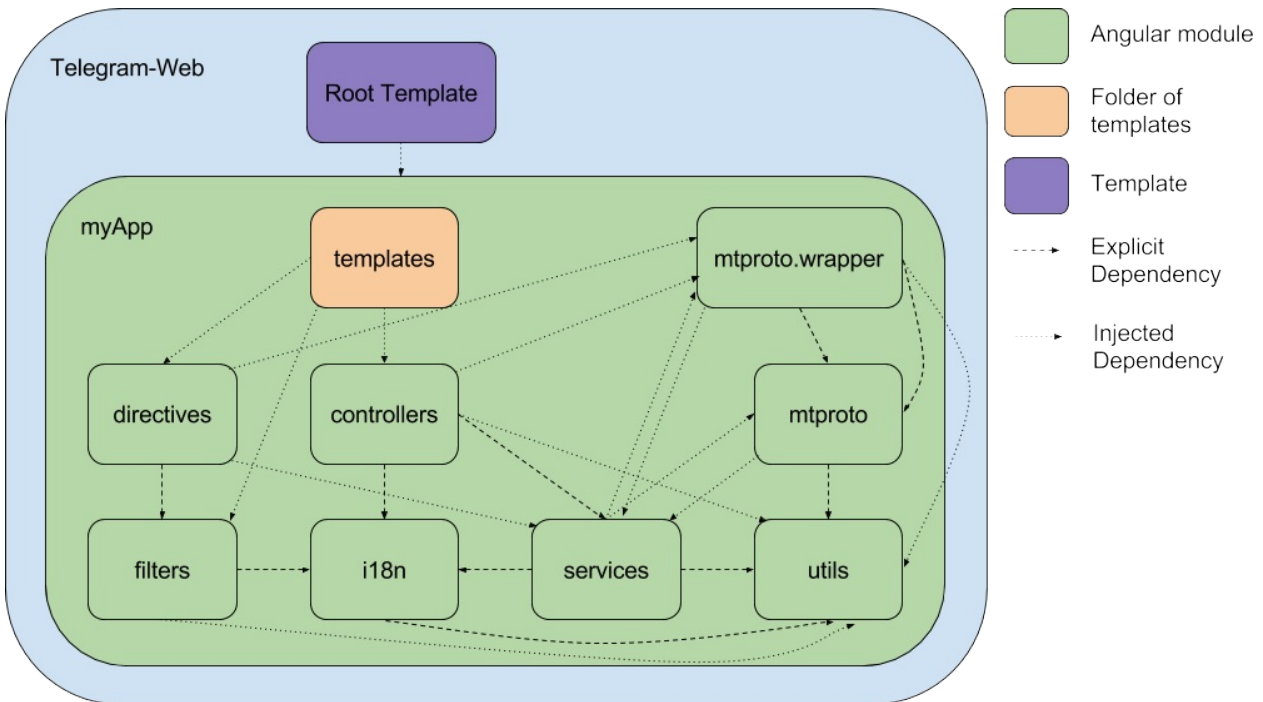 Telegram-Web
Root Template
myApp
templates
mtproto.wrapper
directives
controllers
mtproto
filters
i18n
services
utils
Angular module
Folder of
templates
Template
Explicit
Dependency
Injected
Dependency